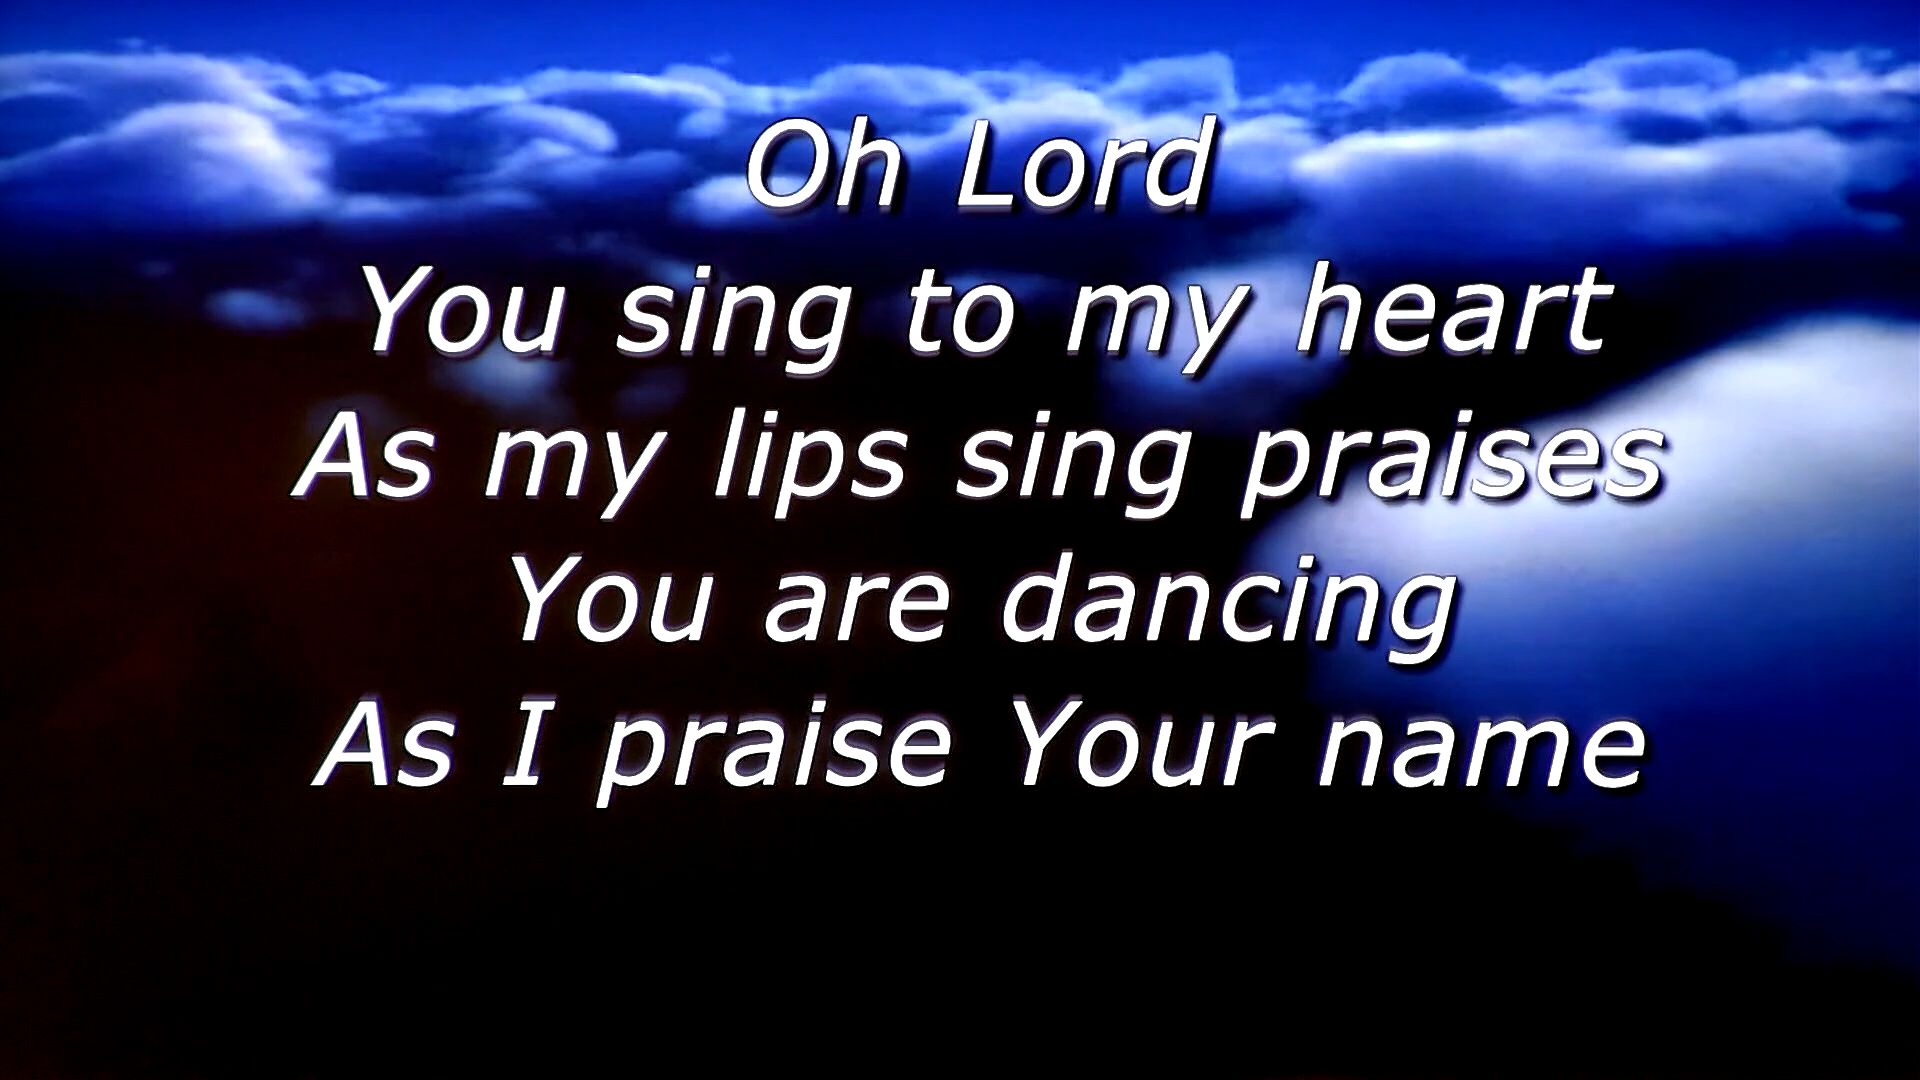 Oh Lord
You sing to my heart
As my lips sing praises
You are dancing
As I praise Your name